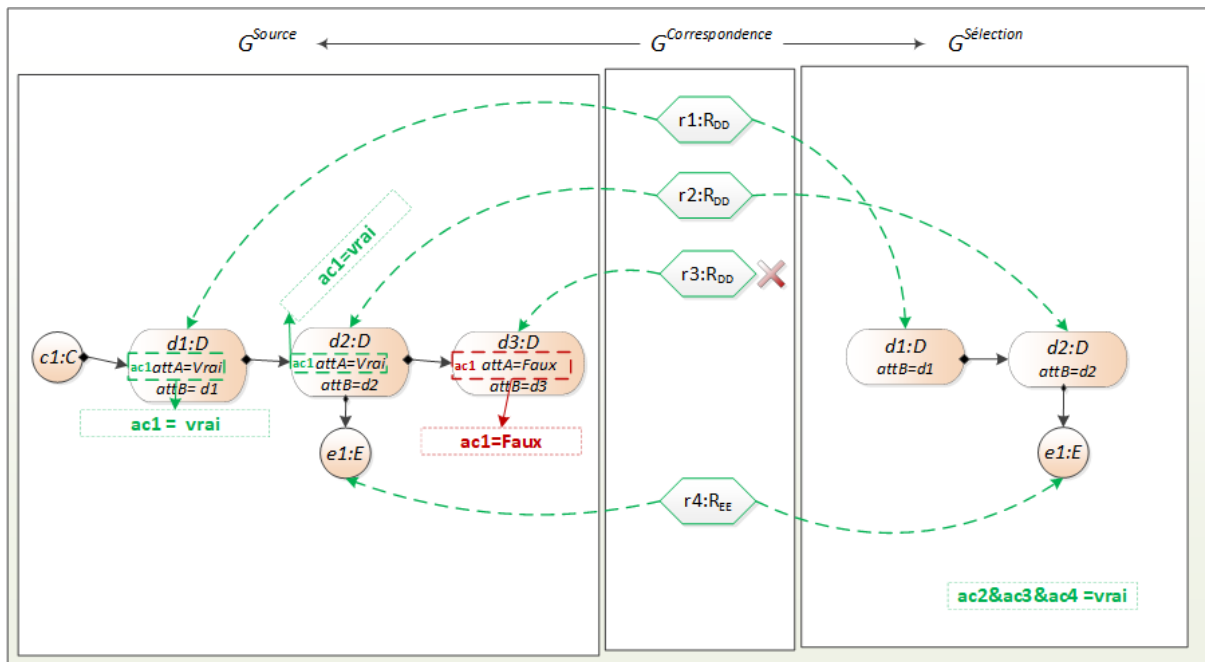 G^Source G^Correspondence G^Sélection
r1:R_DD
r2:R_DD
r3:R_DD
ac1=vrai
c1:C
d1:D
ac1 attA=Vrai
attB= d1
ac1 = vrai
d2:D
ac1 attA=Vrai
attB=d2
e1:E
d3:D
ac1 attA=Faux
attB=d3
ac1=Faux
r4:R_EE
d1:D
attB=d1
d2:D
attB=d2
e1:E
ac2&ac3&ac4 =vrai